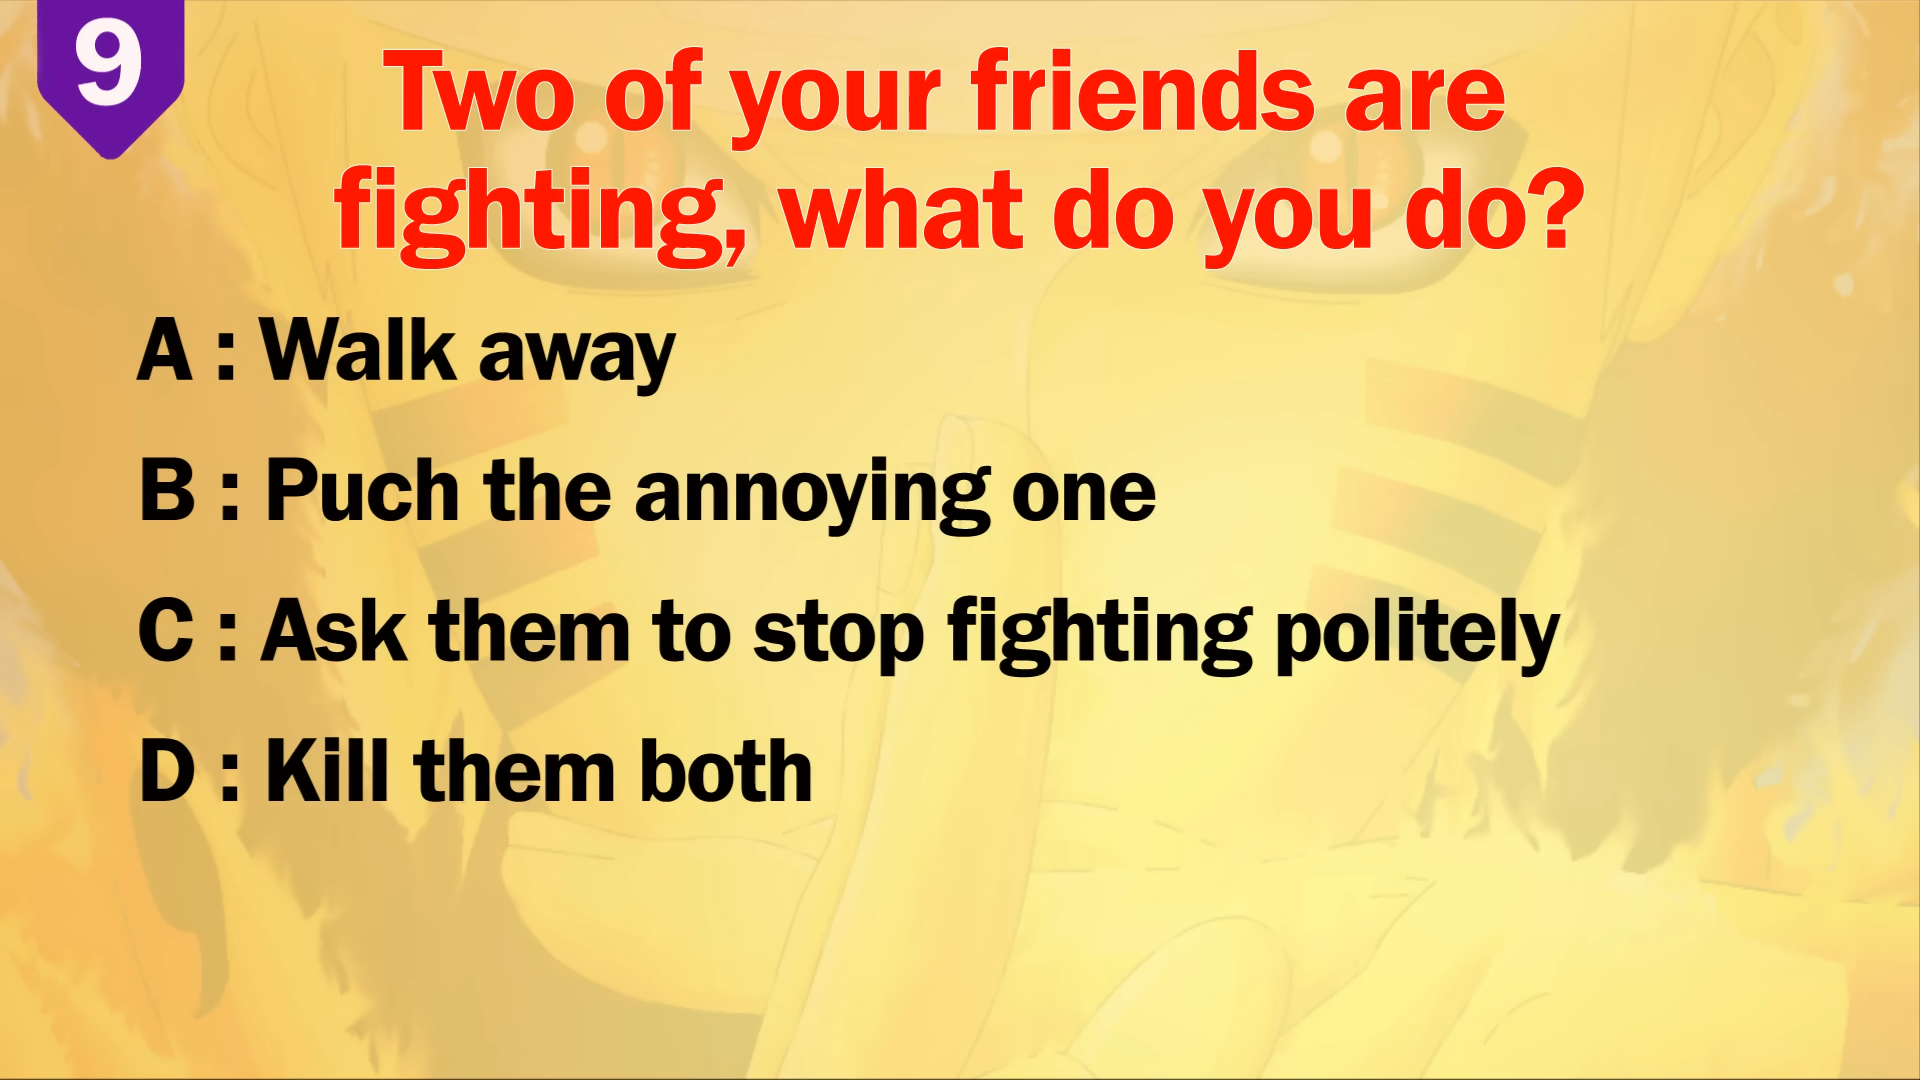 9
Two of your friends are
fighting, what do you do?
A : Walk away
B : Puch the annoying one
C : Ask them to stop fighting politely
D : Kill them both